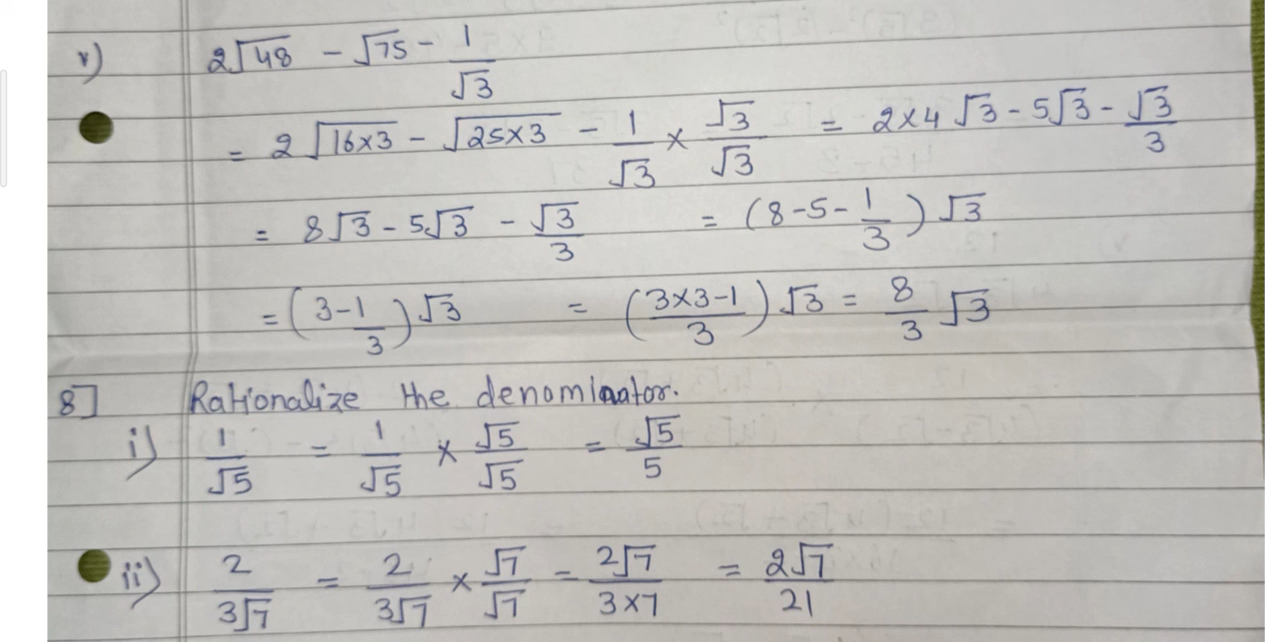 v) 2√48 - √75 - 1/√3
= 2√(16×3) - √(25×3) - 1/√3 × √3/√3 = 2×4√3 - 5√3 - √3/3
= 8√3 - 5√3 - √3/3 = (8-5-1/3)√3
= (3-1/3)√3 = (3×3-1/3)√3 = 8/3 √3
8] Rationalize the denominator.
i) 1/√5 = 1/√5 × √5/√5 = √5/5
ii) 2/3√7 = 2/3√7 × √7/√7 = 2√7/3×7 = 2√7/21